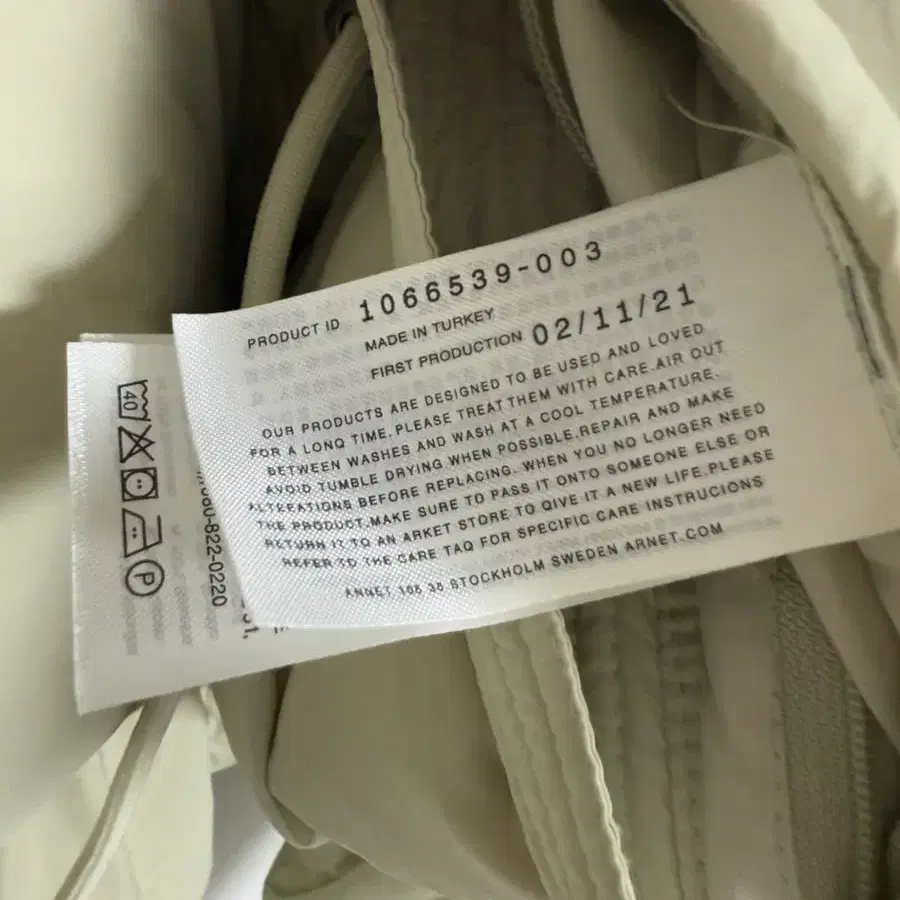 PRODUCT ID 1066539-003
MADE IN TURKEY
FIRST PRODUCTION 02/11/21
OUR PRODUCTS ARE DESIGNED TO BE USED AND LOVED
FOR A LONQ TIME.PLEASE TREAT THEM WITH CARE.AIR OUT
BETWEEN WASHES AND WASH AT A COOL TEMPERATURE.
AVOID TUMBLE DRYING WHEN POSSIBLE.REPAIR AND MAKE
ALTREATIONS BEFORE REPLACING. WHEN YOU NO LONGER NEED
THE PRODUCT.MAKE SURE TO PASS IT ONTO SOMEONE ELSE OR
RETURN IT TO AN ARKET STORE TO QIVE IT A NEW LIFE.PLEASE
REFER TO THE CARE TAQ FOR SPECIFIC CARE INSTRUCIONS
ANNET 106 38 STOCKHOLM SWEDEN ARNET.COM
40
P
080-822-0220